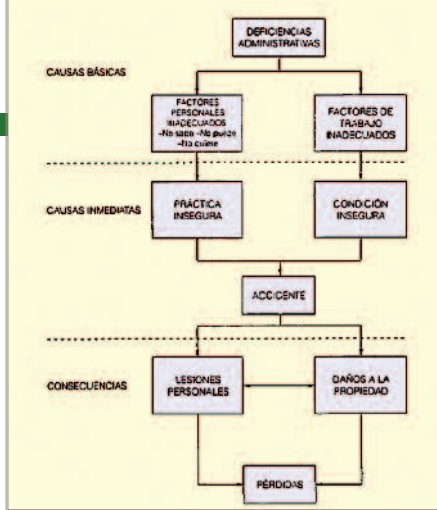 DEFICIENCIAS
ADMINISTRATIVAS
CAUSAS BÁSICAS
FACTORES
PERSONALES
INADECUADOS
-No sabe -No puede
-No quiere
FACTORES DE
TRABAJO
INADECUADOS
CAUSAS INMEDIATAS
PRÁCTICA
INSEGURA
CONDICIÓN
INSEGURA
ACCIDENTE
CONSECUENCIAS
LESIONES
PERSONALES
DAÑOS A LA
PROPIEDAD
PÉRDIDAS